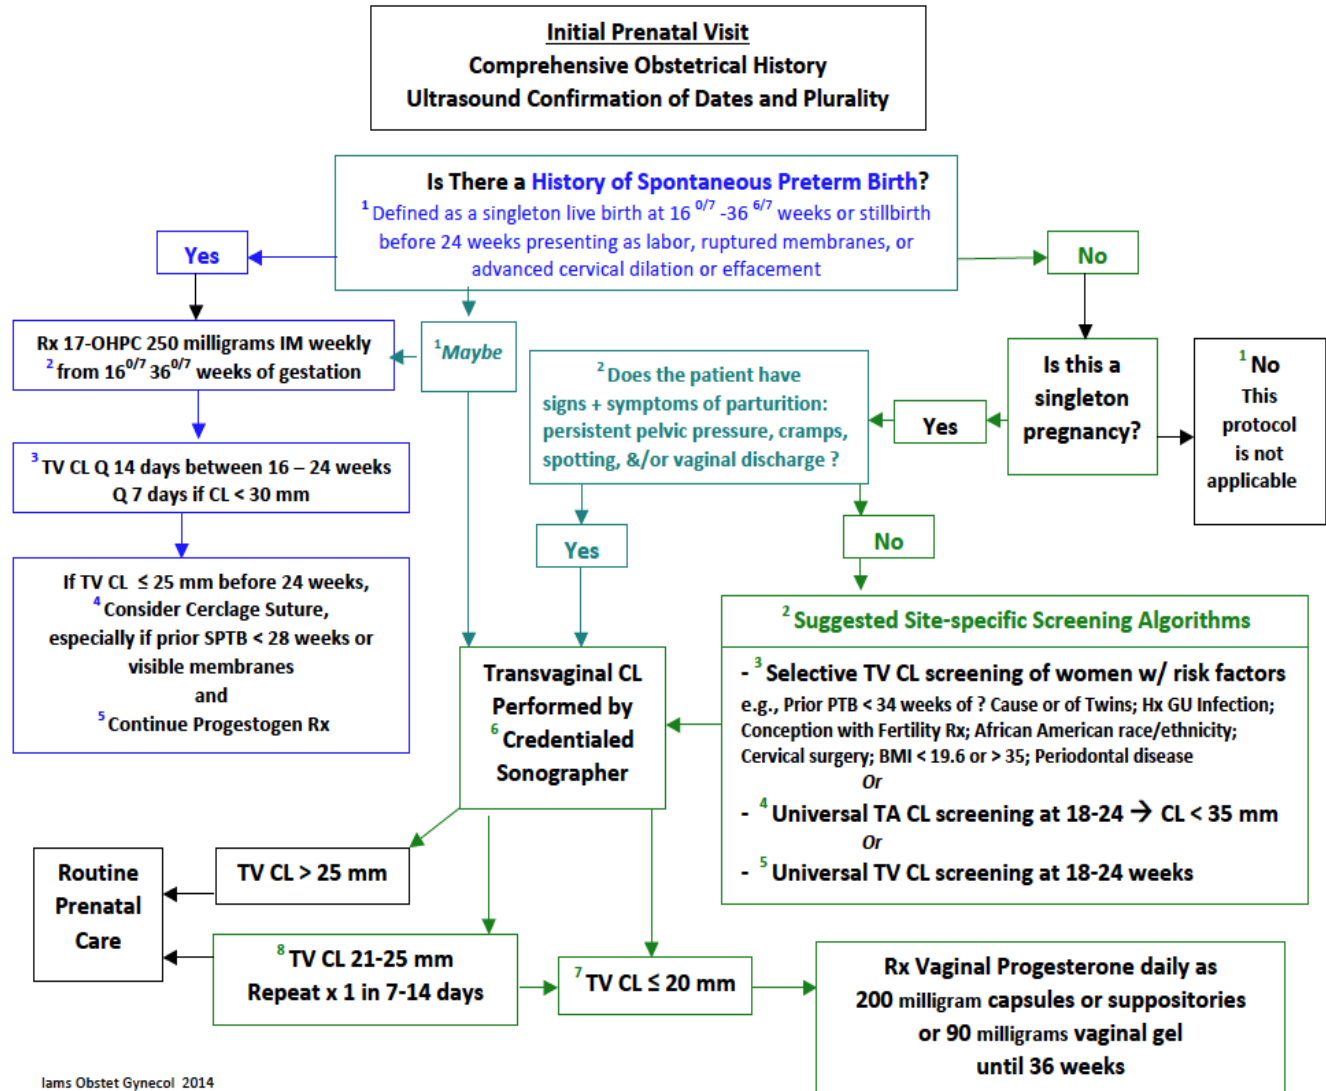 Initial Prenatal Visit
Comprehensive Obstetrical History
Ultrasound Confirmation of Dates and Plurality
Is There a History of Spontaneous Preterm Birth?
1 Defined as a singleton live birth at 16 0/7 -36 6/7 weeks or stillbirth
before 24 weeks presenting as labor, ruptured membranes, or
advanced cervical dilation or effacement
Yes
No
Rx 17-OHPC 250 milligrams IM weekly
2 from 16 0/7 36 0/7 weeks of gestation
1 Maybe
2 Does the patient have
signs + symptoms of parturition:
persistent pelvic pressure, cramps,
spotting, &/or vaginal discharge ?
Yes
Is this a
singleton
pregnancy?
1 No
This
protocol
is not
applicable
3 TV CL Q 14 days between 16 – 24 weeks
Q 7 days if CL < 30 mm
Yes
No
If TV CL ≤ 25 mm before 24 weeks,
4 Consider Cerclage Suture,
especially if prior SPTB < 28 weeks or
visible membranes
and
5 Continue Progestogen Rx
Transvaginal CL
Performed by
6 Credentialed
Sonographer
2 Suggested Site-specific Screening Algorithms
- 3 Selective TV CL screening of women w/ risk factors
e.g., Prior PTB < 34 weeks of ? Cause or of Twins; Hx GU Infection;
Conception with Fertility Rx; African American race/ethnicity;
Cervical surgery; BMI < 19.6 or > 35; Periodontal disease
Or
- 4 Universal TA CL screening at 18-24 → CL < 35 mm
Or
- 5 Universal TV CL screening at 18-24 weeks
Routine
Prenatal
Care
TV CL > 25 mm
8 TV CL 21-25 mm
Repeat x 1 in 7-14 days
7 TV CL ≤ 20 mm
Rx Vaginal Progesterone daily as
200 milligram capsules or suppositories
or 90 milligrams vaginal gel
until 36 weeks
Iams Obstet Gynecol 2014